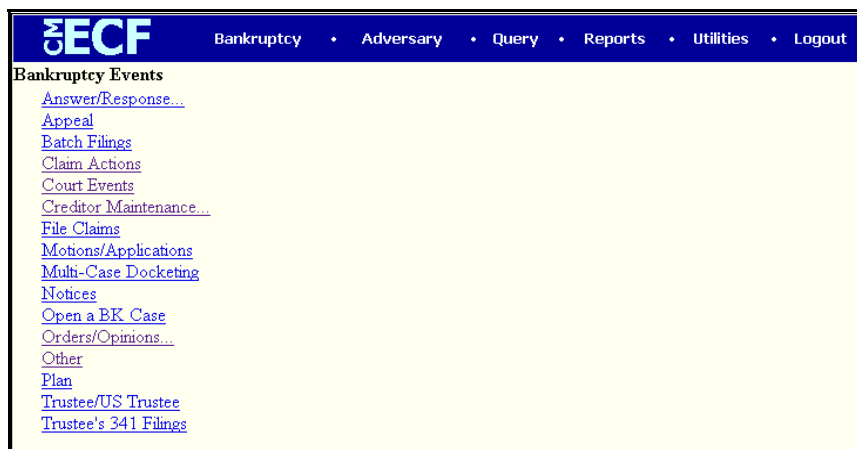 CM ECF Bankruptcy • Adversary • Query • Reports • Utilities • Logout
Bankruptcy Events
Answer/Response...
Appeal
Batch Filings
Claim Actions
Court Events
Creditor Maintenance...
File Claims
Motions/Applications
Multi-Case Docketing
Notices
Open a BK Case
Orders/Opinions...
Other
Plan
Trustee/US Trustee
Trustee's 341 Filings